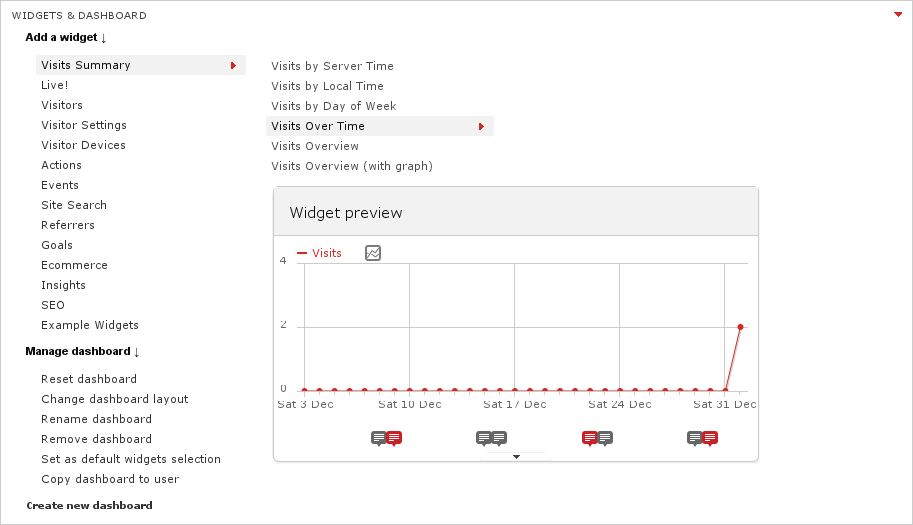 WIDGETS & DASHBOARD
Add a widget ↓
Visits Summary
Live!
Visitors
Visitor Settings
Visitor Devices
Actions
Events
Site Search
Referrers
Goals
Ecommerce
Insights
SEO
Example Widgets
Manage dashboard ↓
Reset dashboard
Change dashboard layout
Rename dashboard
Remove dashboard
Set as default widgets selection
Copy dashboard to user
Create new dashboard
Visits by Server Time
Visits by Local Time
Visits by Day of Week
Visits Over Time
Visits Overview
Visits Overview (with graph)
Widget preview
Visits
4
2
0
Sat 3 Dec Sat 10 Dec Sat 17 Dec Sat 24 Dec Sat 31 Dec